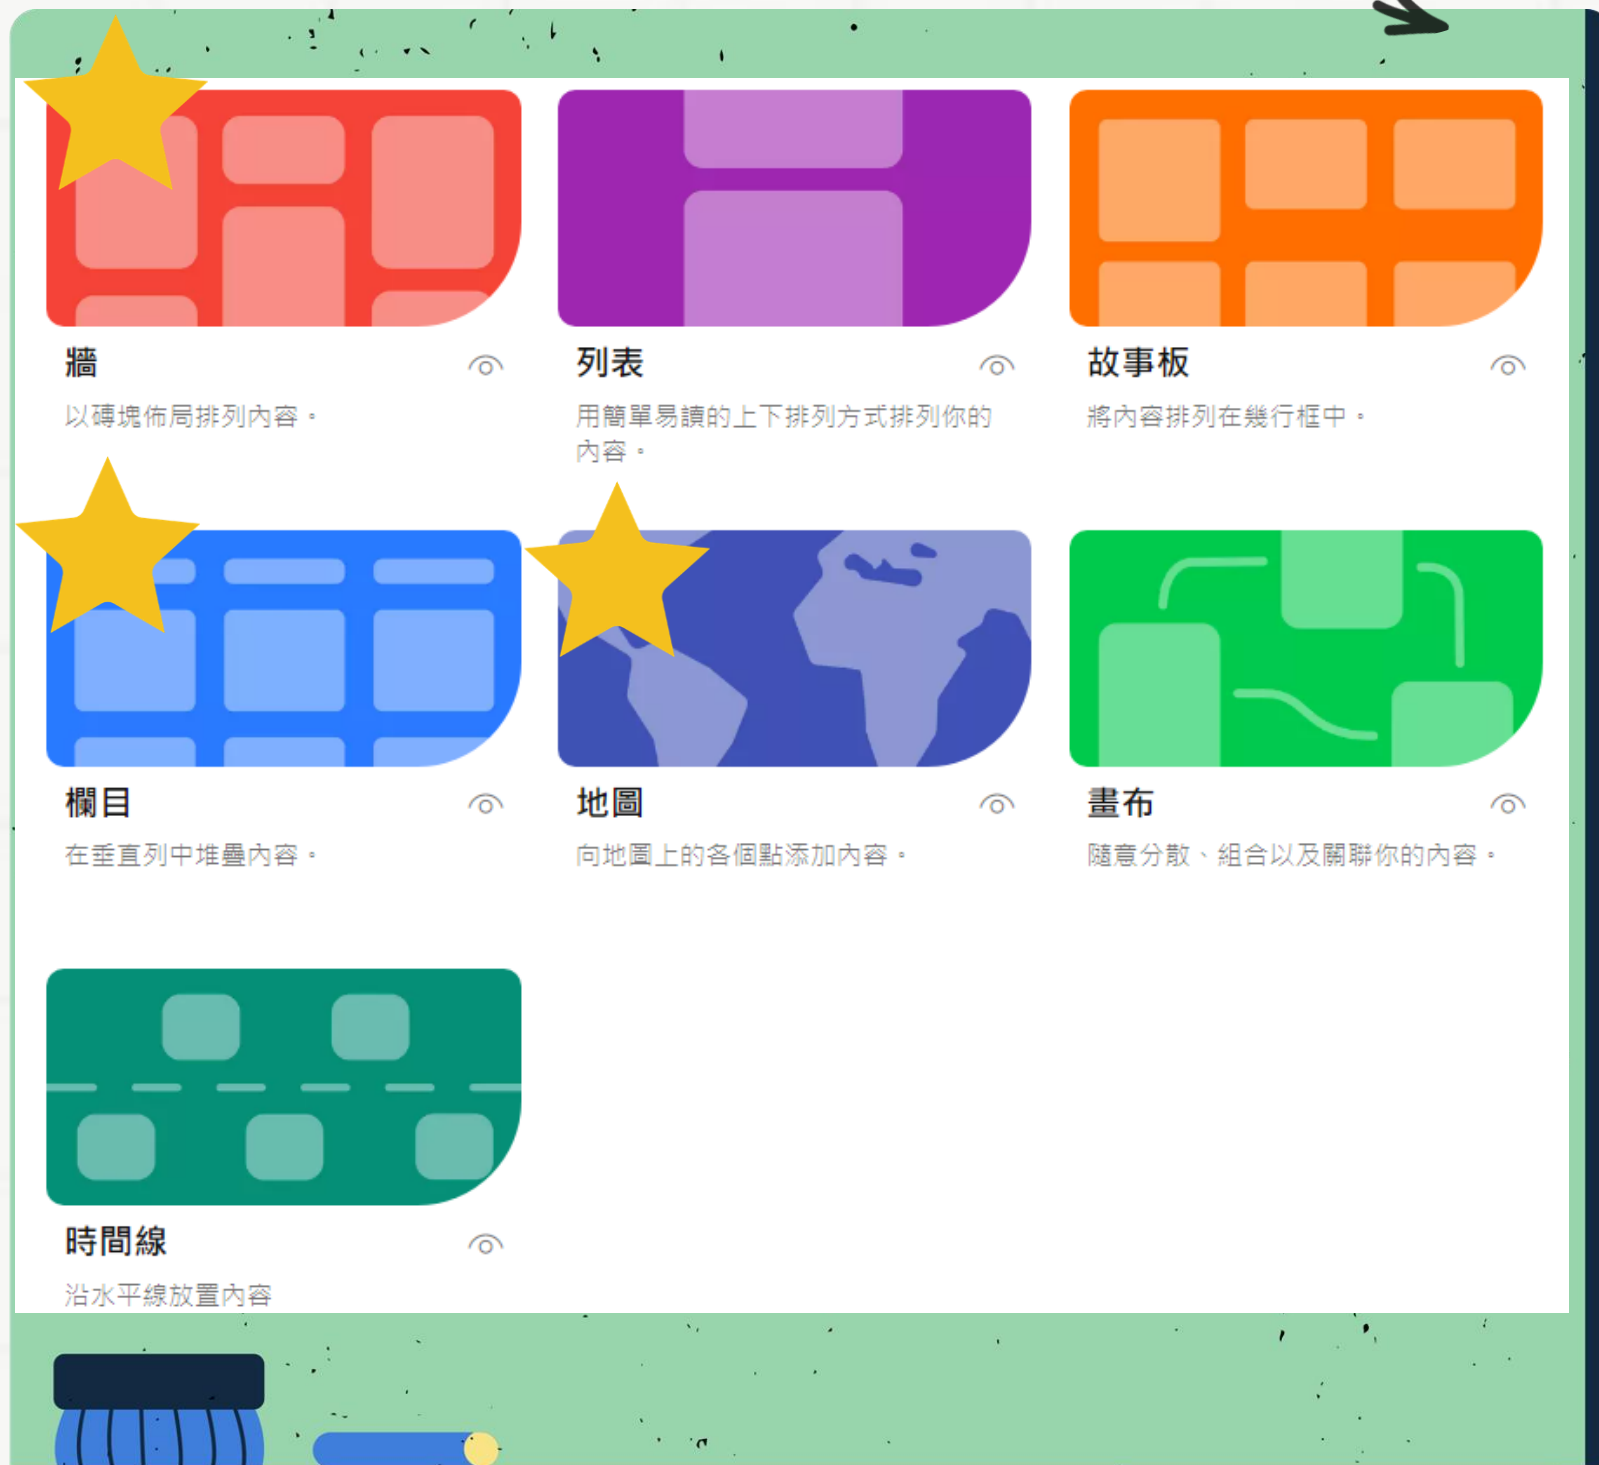 牆
以磚塊佈局排列內容。
列表
用簡單易讀的上下排列方式排列你的
內容。
故事板
將內容排列在幾行框中。
欄目
在垂直列中堆疊內容。
地圖
向地圖上的各個點添加內容。
畫布
隨意分散、組合以及關聯你的內容。
時間線
沿水平線放置內容